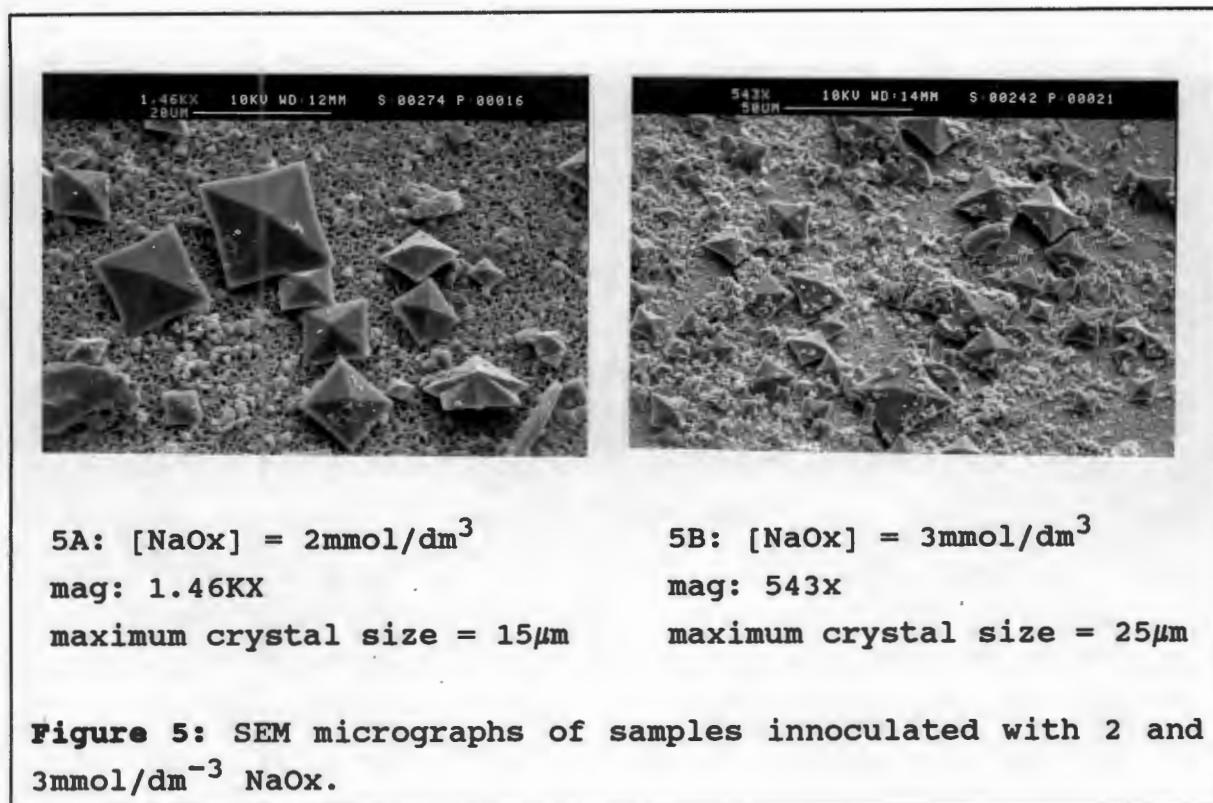 1.46KX 10KV WD:12MM S:00274 P:00016
20UM
543X 10KV WD:14MM S:00242 P:00021
50UM
5A: [NaOx] = 2mmol/dm³
mag: 1.46KX
maximum crystal size = 15μm
5B: [NaOx] = 3mmol/dm³
mag: 543x
maximum crystal size = 25μm
Figure 5: SEM micrographs of samples innoculated with 2 and
3mmol/dm⁻³ NaOx.